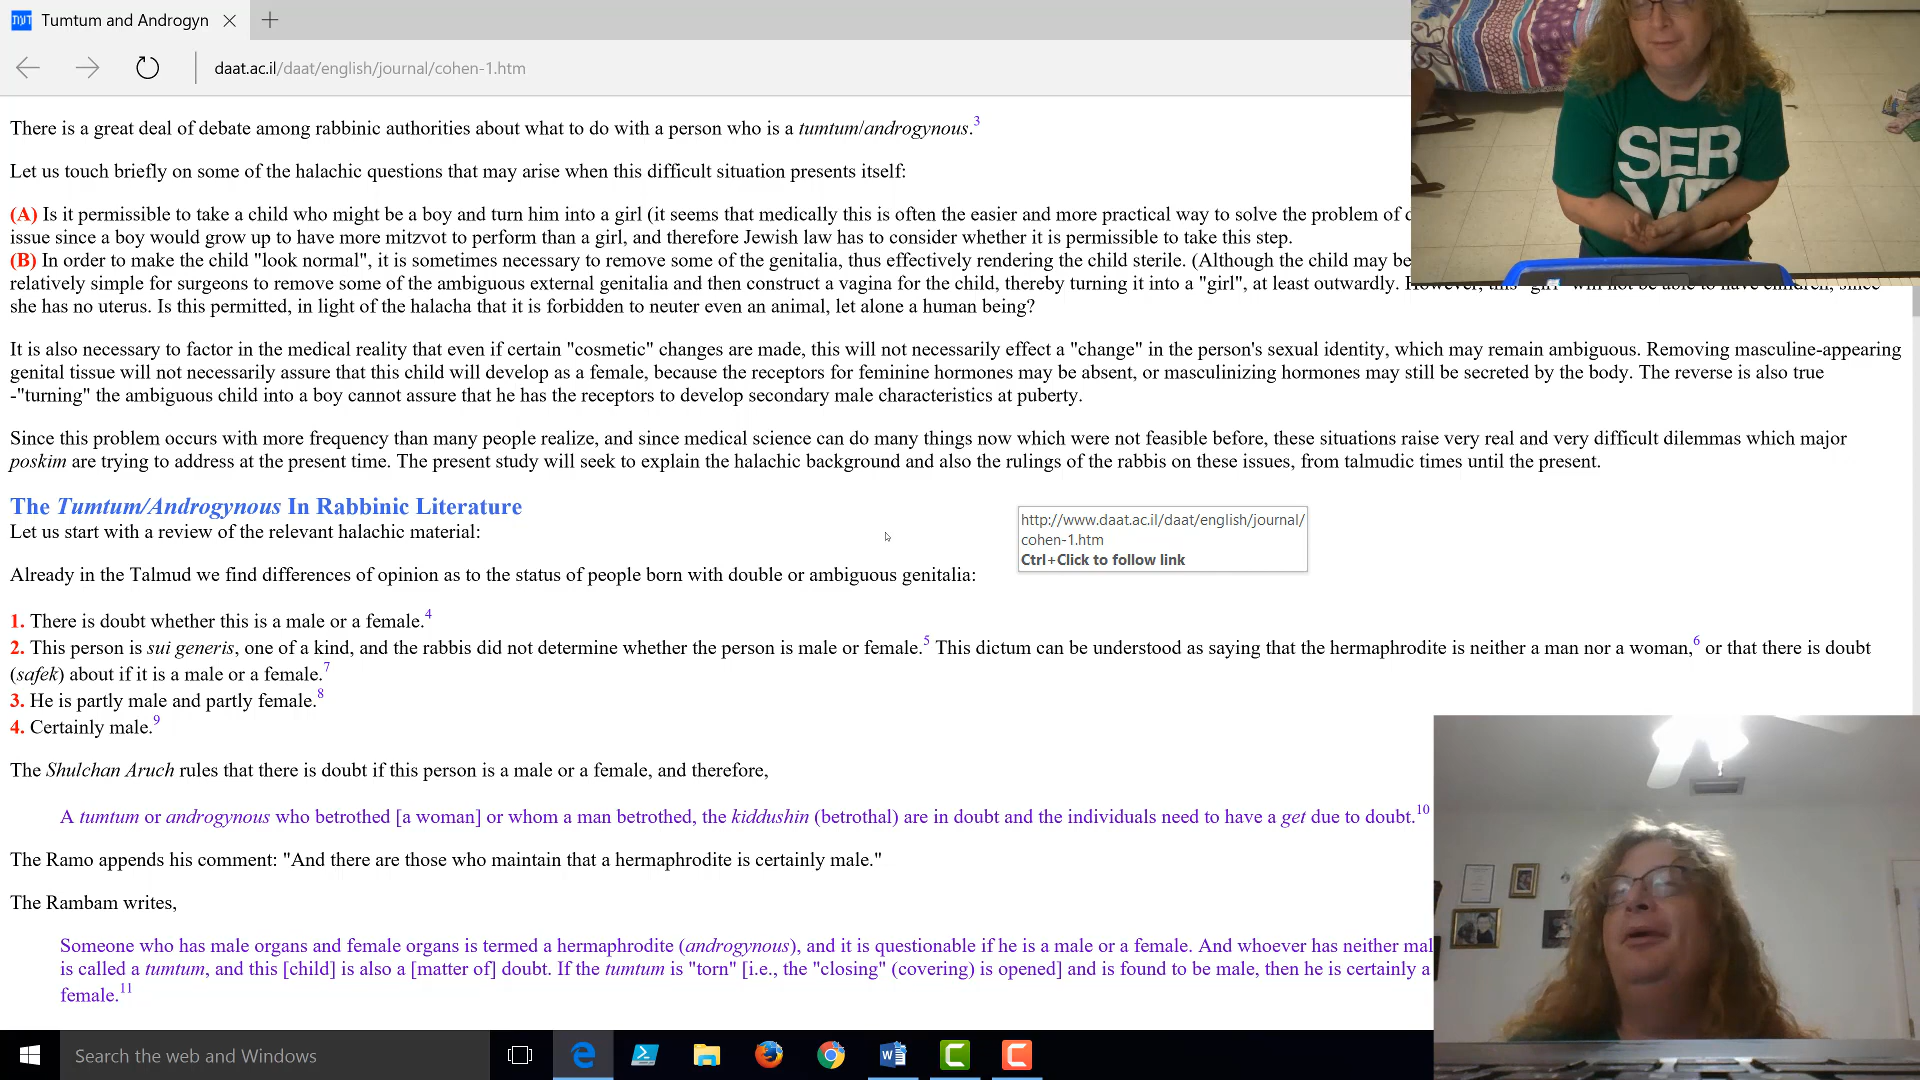 Tumtum and Androgyn
daat.ac.il/daat/english/journal/cohen-1.htm
There is a great deal of debate among rabbinic authorities about what to do with a person who is a tumtum/androgynous.3
Let us touch briefly on some of the halachic questions that may arise when this difficult situation presents itself:
(A) Is it permissible to take a child who might be a boy and turn him into a girl (it seems that medically this is often the easier and more practical way to solve the problem of
issue since a boy would grow up to have more mitzvot to perform than a girl, and therefore Jewish law has to consider whether it is permissible to take this step.
(B) In order to make the child "look normal", it is sometimes necessary to remove some of the genitalia, thus effectively rendering the child sterile. (Although the child may be
relatively simple for surgeons to remove some of the ambiguous external genitalia and then construct a vagina for the child, thereby turning it into a "girl", at least outwardly. However, this "girl" will not be able to have children, since
she has no uterus. Is this permitted, in light of the halacha that it is forbidden to neuter even an animal, let alone a human being?
It is also necessary to factor in the medical reality that even if certain "cosmetic" changes are made, this will not necessarily effect a "change" in the person's sexual identity, which may remain ambiguous. Removing masculine-appearing
genital tissue will not necessarily assure that this child will develop as a female, because the receptors for feminine hormones may be absent, or masculinizing hormones may still be secreted by the body. The reverse is also true
-"turning" the ambiguous child into a boy cannot assure that he has the receptors to develop secondary male characteristics at puberty.
Since this problem occurs with more frequency than many people realize, and since medical science can do many things now which were not feasible before, these situations raise very real and very difficult dilemmas which major
poskim are trying to address at the present time. The present study will seek to explain the halachic background and also the rulings of the rabbis on these issues, from talmudic times until the present.
The Tumtum/Androgynous In Rabbinic Literature
Let us start with a review of the relevant halachic material:
http://www.daat.ac.il/daat/english/journal/
cohen-1.htm
Ctrl+Click to follow link
Already in the Talmud we find differences of opinion as to the status of people born with double or ambiguous genitalia:
1. There is doubt whether this is a male or a female.4
2. This person is sui generis, one of a kind, and the rabbis did not determine whether the person is male or female.5 This dictum can be understood as saying that the hermaphrodite is neither a man nor a woman,6 or that there is doubt
(safek) about if it is a male or a female.7
3. He is partly male and partly female.8
4. Certainly male.9
The Shulchan Aruch rules that there is doubt if this person is a male or a female, and therefore,
A tumtum or androgynous who betrothed [a woman] or whom a man betrothed, the kiddushin (betrothal) are in doubt and the individuals need to have a get due to doubt.10
The Ramo appends his comment: "And there are those who maintain that a hermaphrodite is certainly male."
The Rambam writes,
Someone who has male organs and female organs is termed a hermaphrodite (androgynous), and it is questionable if he is a male or a female. And whoever has neither mal
is called a tumtum, and this [child] is also a [matter of] doubt. If the tumtum is "torn" [i.e., the "closing" (covering) is opened] and is found to be male, then he is certainly a
female.11
Search the web and Windows
SER